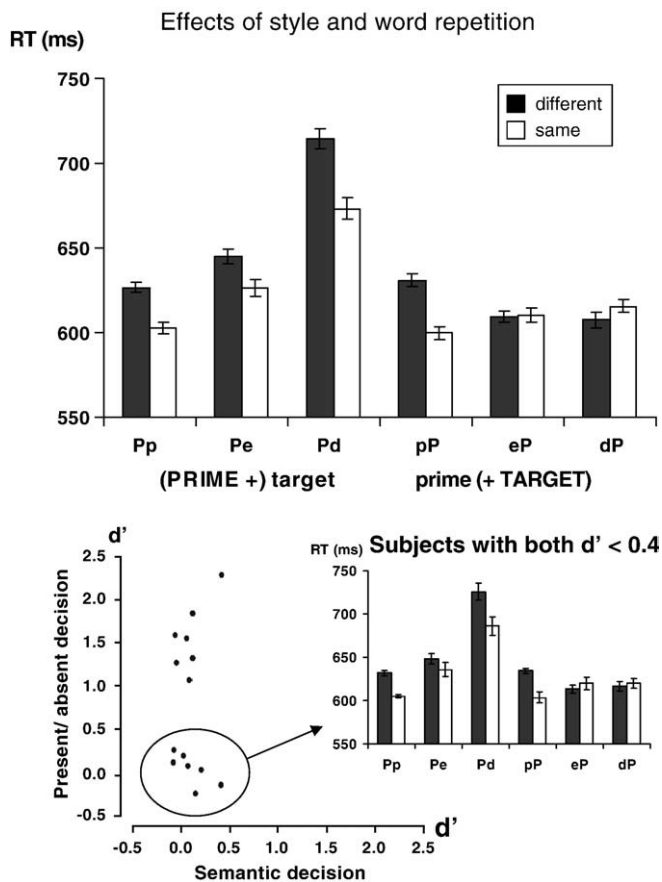 Effects of style and word repetition
RT (ms)
750
700
650
600
550
different
same
Pp Pe Pd pP eP dP
(PRIME +) target prime (+ TARGET)
d'
2.5
2.0
1.5
1.0
0.5
0.0
-0.5
Present/ absent decision
-0.5 0.0 0.5 1.0 1.5 2.0 2.5
d'
Semantic decision
RT (ms) Subjects with both d' < 0.4
750
700
650
600
550
Pp Pe Pd pP eP dP